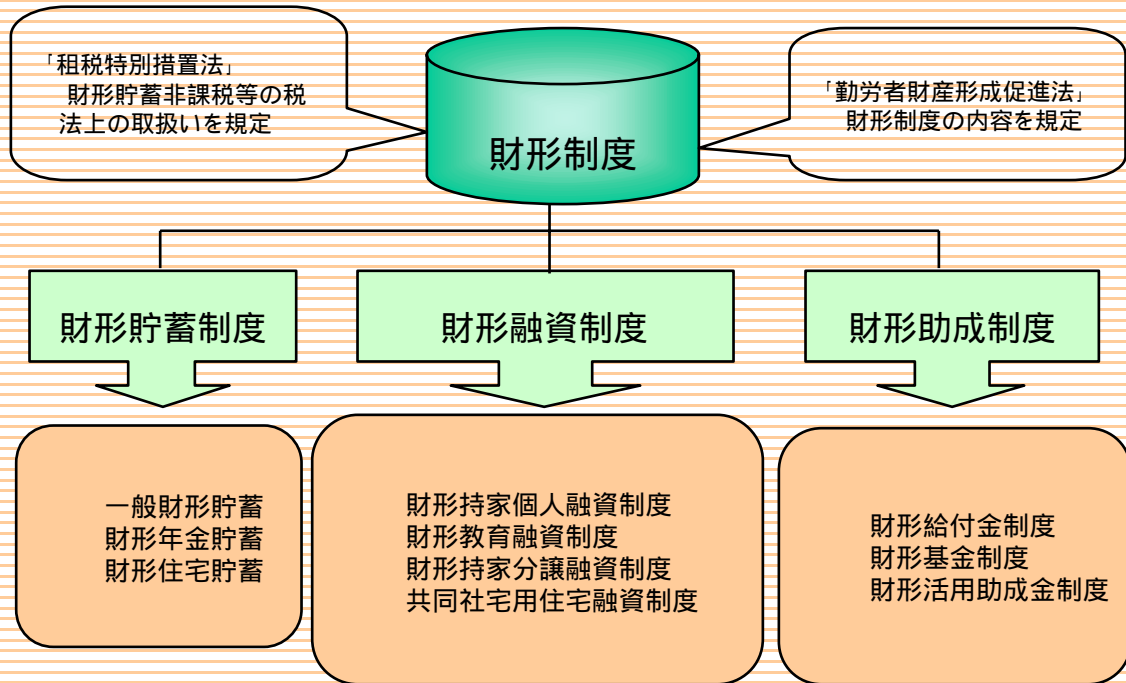 「租税特別措置法」
財形貯蓄非課税等の税
法上の取扱いを規定
財形制度
「勤労者財産形成促進法」
財形制度の内容を規定
財形貯蓄制度
財形融資制度
財形助成制度
一般財形貯蓄
財形年金貯蓄
財形住宅貯蓄
財形持家個人融資制度
財形教育融資制度
財形持家分譲融資制度
共同社宅用住宅融資制度
財形給付金制度
財形基金制度
財形活用助成金制度